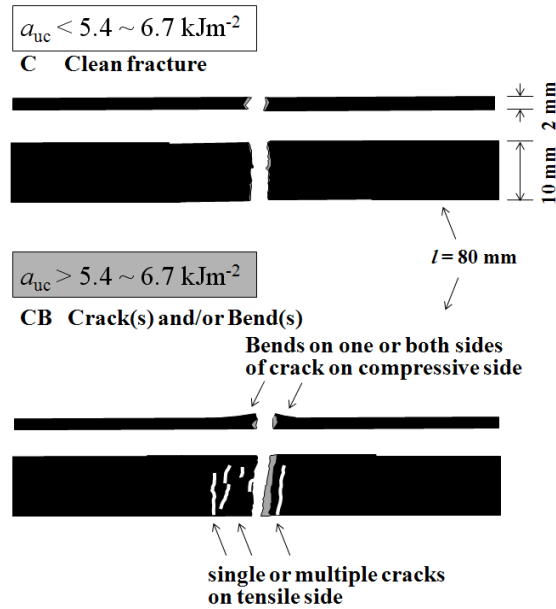 a_uc < 5.4 ~ 6.7 kJm⁻²
C Clean fracture
2 mm
10 mm
l = 80 mm
a_uc > 5.4 ~ 6.7 kJm⁻²
CB Crack(s) and/or Bend(s)
Bends on one or both sides
of crack on compressive side
single or multiple cracks
on tensile side